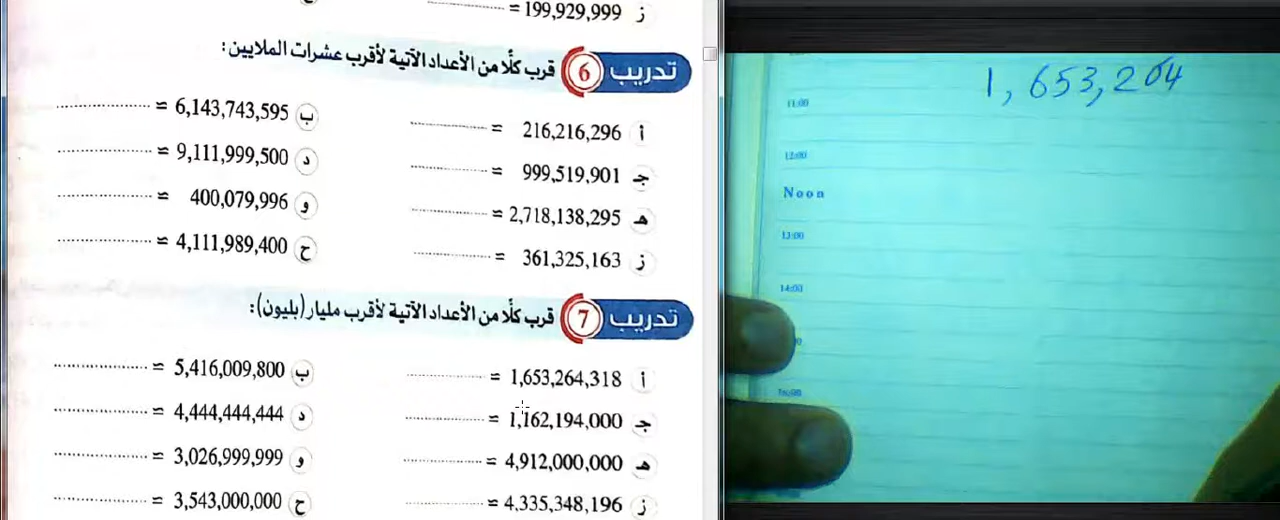 ز 199,929,999 =
تدريب 6 قرب كلًّا من الأعداد الآتية لأقرب عشرات الملايين:
أ 216,216,296 ≃
ب 6,143,743,595 ≃
جـ 999,519,901 ≃
د 9,111,999,500 ≃
هـ 2,718,138,295 ≃
و 400,079,996 ≃
ز 361,325,163 ≃
ح 4,111,989,400 ≃
تدريب 7 قرب كلًّا من الأعداد الآتية لأقرب مليار (بليون):
أ 1,653,264,318 ≃
ب 5,416,009,800 ≃
جـ 1,162,194,000 ≃
د 4,444,444,444 ≃
هـ 4,912,000,000 ≃
و 3,026,999,999 ≃
ز 4,335,348,196 ≃
ح 3,543,000,000 ≃
1,653,204
11:00
12:00
Noon
13:00
14:00